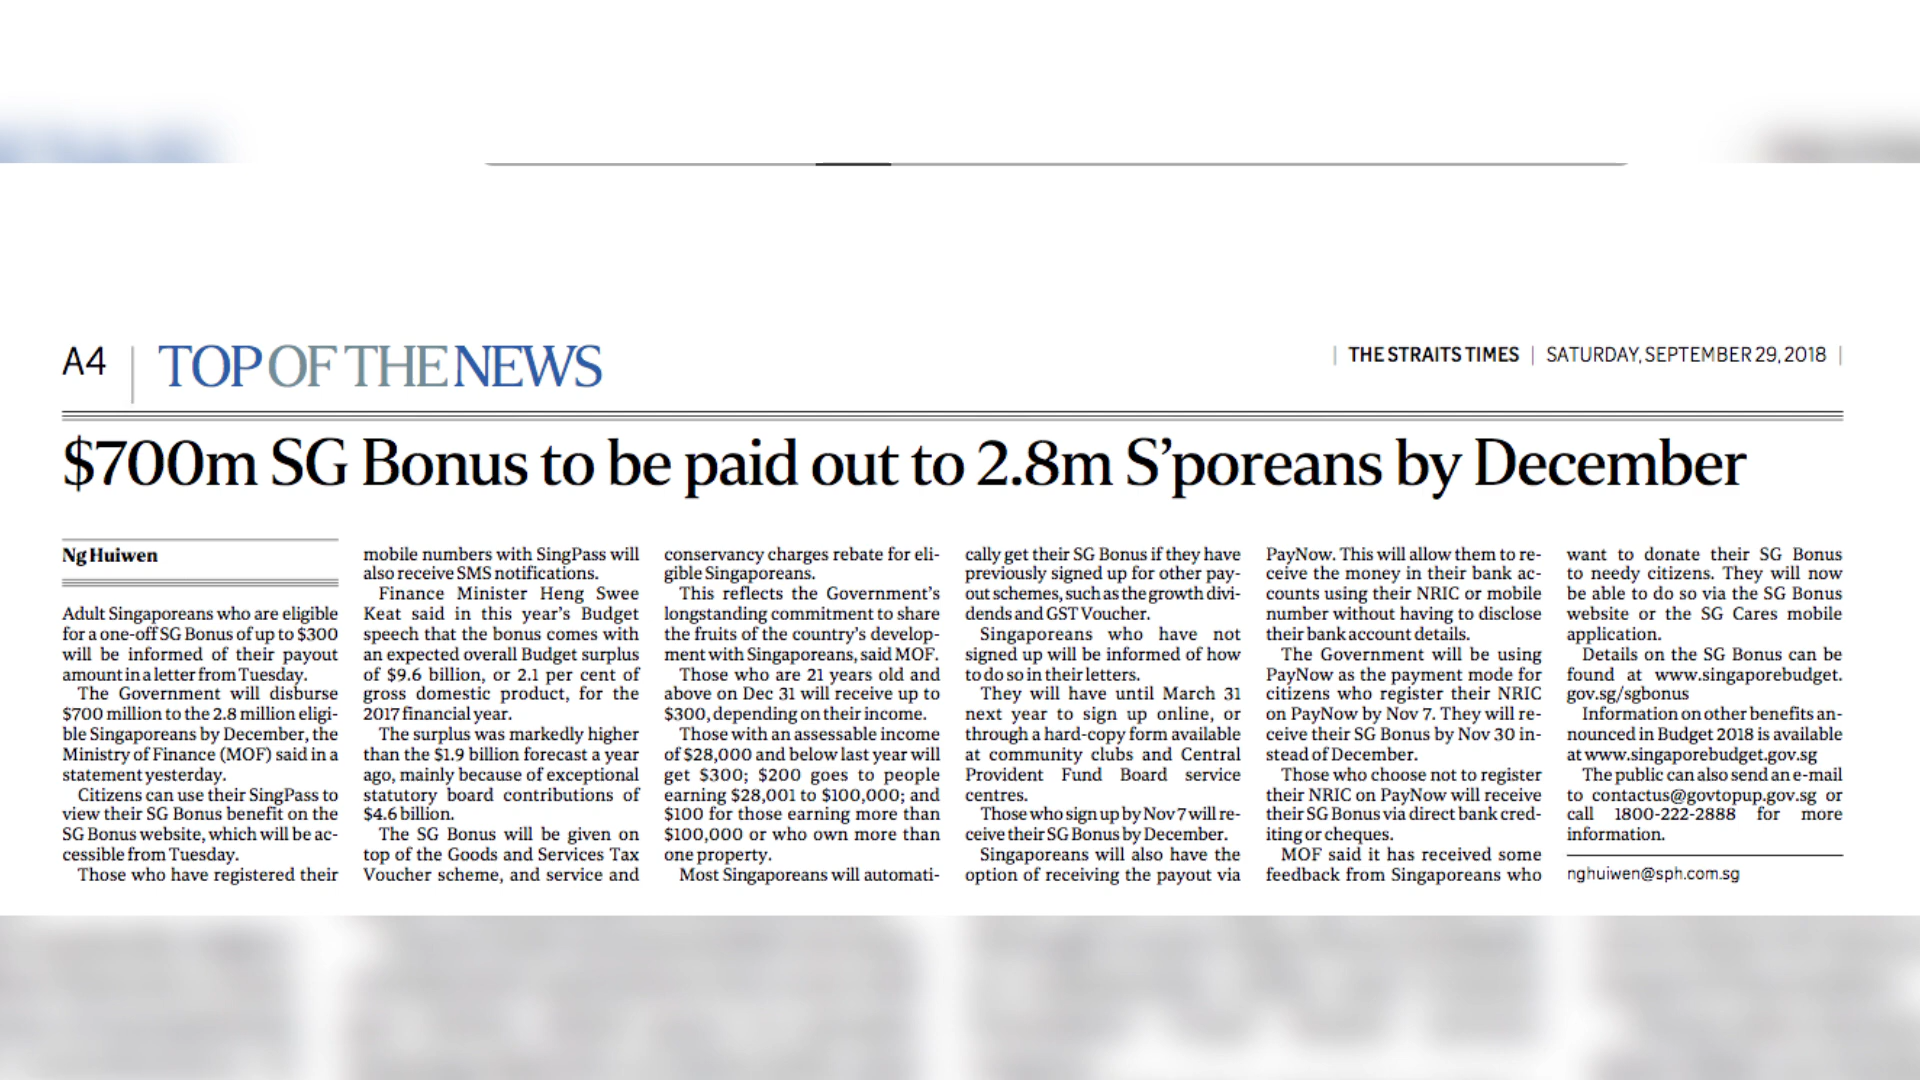 A4
TOP OF THE NEWS
THE STRAITS TIMES | SATURDAY, SEPTEMBER 29, 2018
$700m SG Bonus to be paid out to 2.8m S'poreans by December
Ng Huiwen
Adult Singaporeans who are eligible
for a one-off SG Bonus of up to $300
will be informed of their payout
amount in a letter from Tuesday.
The Government will disburse
$700 million to the 2.8 million eligi-
ble Singaporeans by December, the
Ministry of Finance (MOF) said in a
statement yesterday.
Citizens can use their SingPass to
view their SG Bonus benefit on the
SG Bonus website, which will be ac-
cessible from Tuesday.
Those who have registered their
mobile numbers with SingPass will
also receive SMS notifications.
Finance Minister Heng Swee
Keat said in this year's Budget
speech that the bonus comes with
an expected overall Budget surplus
of $9.6 billion, or 2.1 per cent of
gross domestic product, for the
2017 financial year.
The surplus was markedly higher
than the $1.9 billion forecast a year
ago, mainly because of exceptional
statutory board contributions of
$4.6 billion.
The SG Bonus will be given on
top of the Goods and Services Tax
Voucher scheme, and service and
conservancy charges rebate for eli-
gible Singaporeans.
This reflects the Government's
longstanding commitment to share
the fruits of the country's develop-
ment with Singaporeans, said MOF.
Those who are 21 years old and
above on Dec 31 will receive up to
$300, depending on their income.
Those with an assessable income
of $28,000 and below last year will
get $300; $200 goes to people
earning $28,001 to $100,000; and
$100 for those earning more than
$100,000 or who own more than
one property.
Most Singaporeans will automati-
cally get their SG Bonus if they have
previously signed up for other pay-
out schemes, such as the growth divi-
dends and GST Voucher.
Singaporeans who have not
signed up will be informed of how
to do so in their letters.
They will have until March 31
next year to sign up online, or
through a hard-copy form available
at community clubs and Central
Provident Fund Board service
centres.
Those who sign up by Nov 7 will re-
ceive their SG Bonus by December.
Singaporeans will also have the
option of receiving the payout via
PayNow. This will allow them to re-
ceive the money in their bank ac-
counts using their NRIC or mobile
number without having to disclose
their bank account details.
The Government will be using
PayNow as the payment mode for
citizens who register their NRIC
on PayNow by Nov 7. They will re-
ceive their SG Bonus by Nov 30 in-
stead of December.
Those who choose not to register
their NRIC on PayNow will receive
their SG Bonus via direct bank cred-
iting or cheques.
MOF said it has received some
feedback from Singaporeans who
want to donate their SG Bonus
to needy citizens. They will now
be able to do so via the SG Bonus
website or the SG Cares mobile
application.
Details on the SG Bonus can be
found at www.singaporebudget.
gov.sg/sgbonus
Information on other benefits an-
nounced in Budget 2018 is available
at www.singaporebudget.gov.sg
The public can also send an e-mail
to contactus@govtopup.gov.sg or
call 1800-222-2888 for more
information.
nghuiwen@sph.com.sg